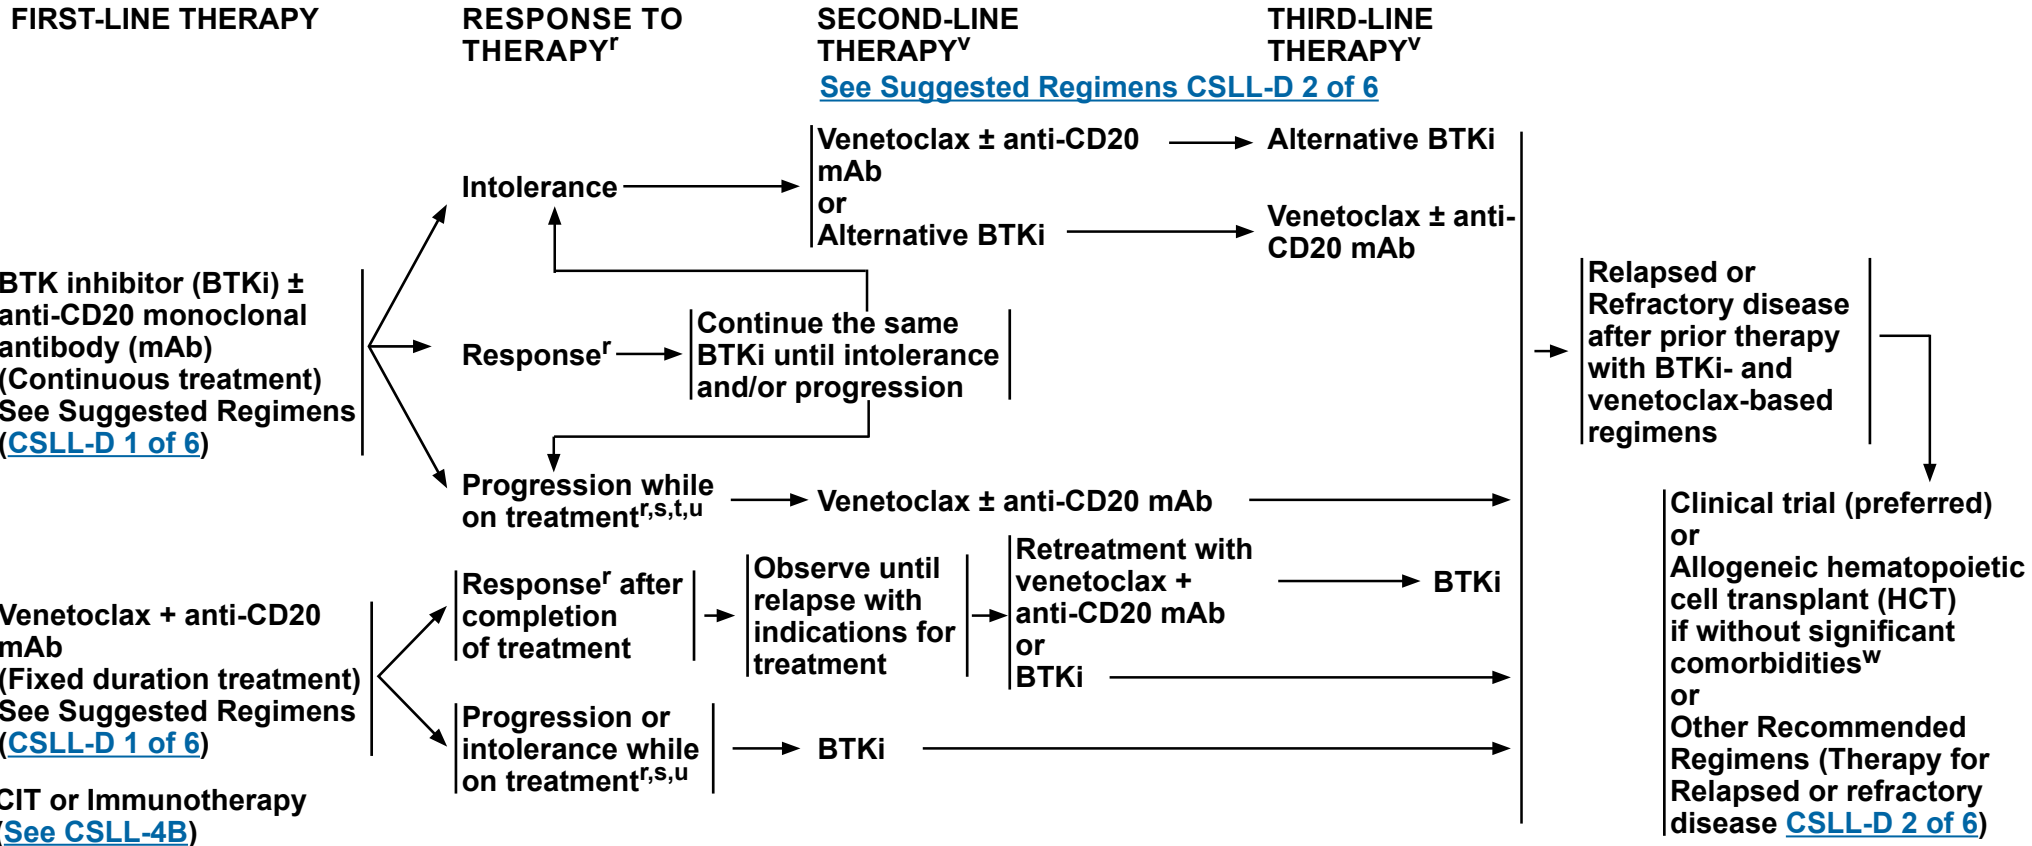 FIRST-LINE THERAPY
RESPONSE TO
THERAPYr
SECOND-LINE
THERAPYv
THIRD-LINE
THERAPYv
See Suggested Regimens CSLL-D 2 of 6
BTK inhibitor (BTKi) ±
anti-CD20 monoclonal
antibody (mAb)
(Continuous treatment)
See Suggested Regimens
(CSLL-D 1 of 6)
Intolerance
Venetoclax ± anti-CD20
mAb
or
Alternative BTKi
Alternative BTKi
Venetoclax ± anti-
CD20 mAb
Responser
Continue the same
BTKi until intolerance
and/or progression
Progression while
on treatmentr,s,t,u
Venetoclax ± anti-CD20 mAb
Venetoclax + anti-CD20
mAb
(Fixed duration treatment)
See Suggested Regimens
(CSLL-D 1 of 6)
Responser after
completion
of treatment
Observe until
relapse with
indications for
treatment
Retreatment with
venetoclax +
anti-CD20 mAb
or
BTKi
BTKi
Progression or
intolerance while
on treatmentr,s,u
BTKi
CIT or Immunotherapy
(See CSLL-4B)
Relapsed or
Refractory disease
after prior therapy
with BTKi- and
venetoclax-based
regimens
Clinical trial (preferred)
or
Allogeneic hematopoietic
cell transplant (HCT)
if without significant
comorbiditiesw
or
Other Recommended
Regimens (Therapy for
Relapsed or refractory
disease CSLL-D 2 of 6)